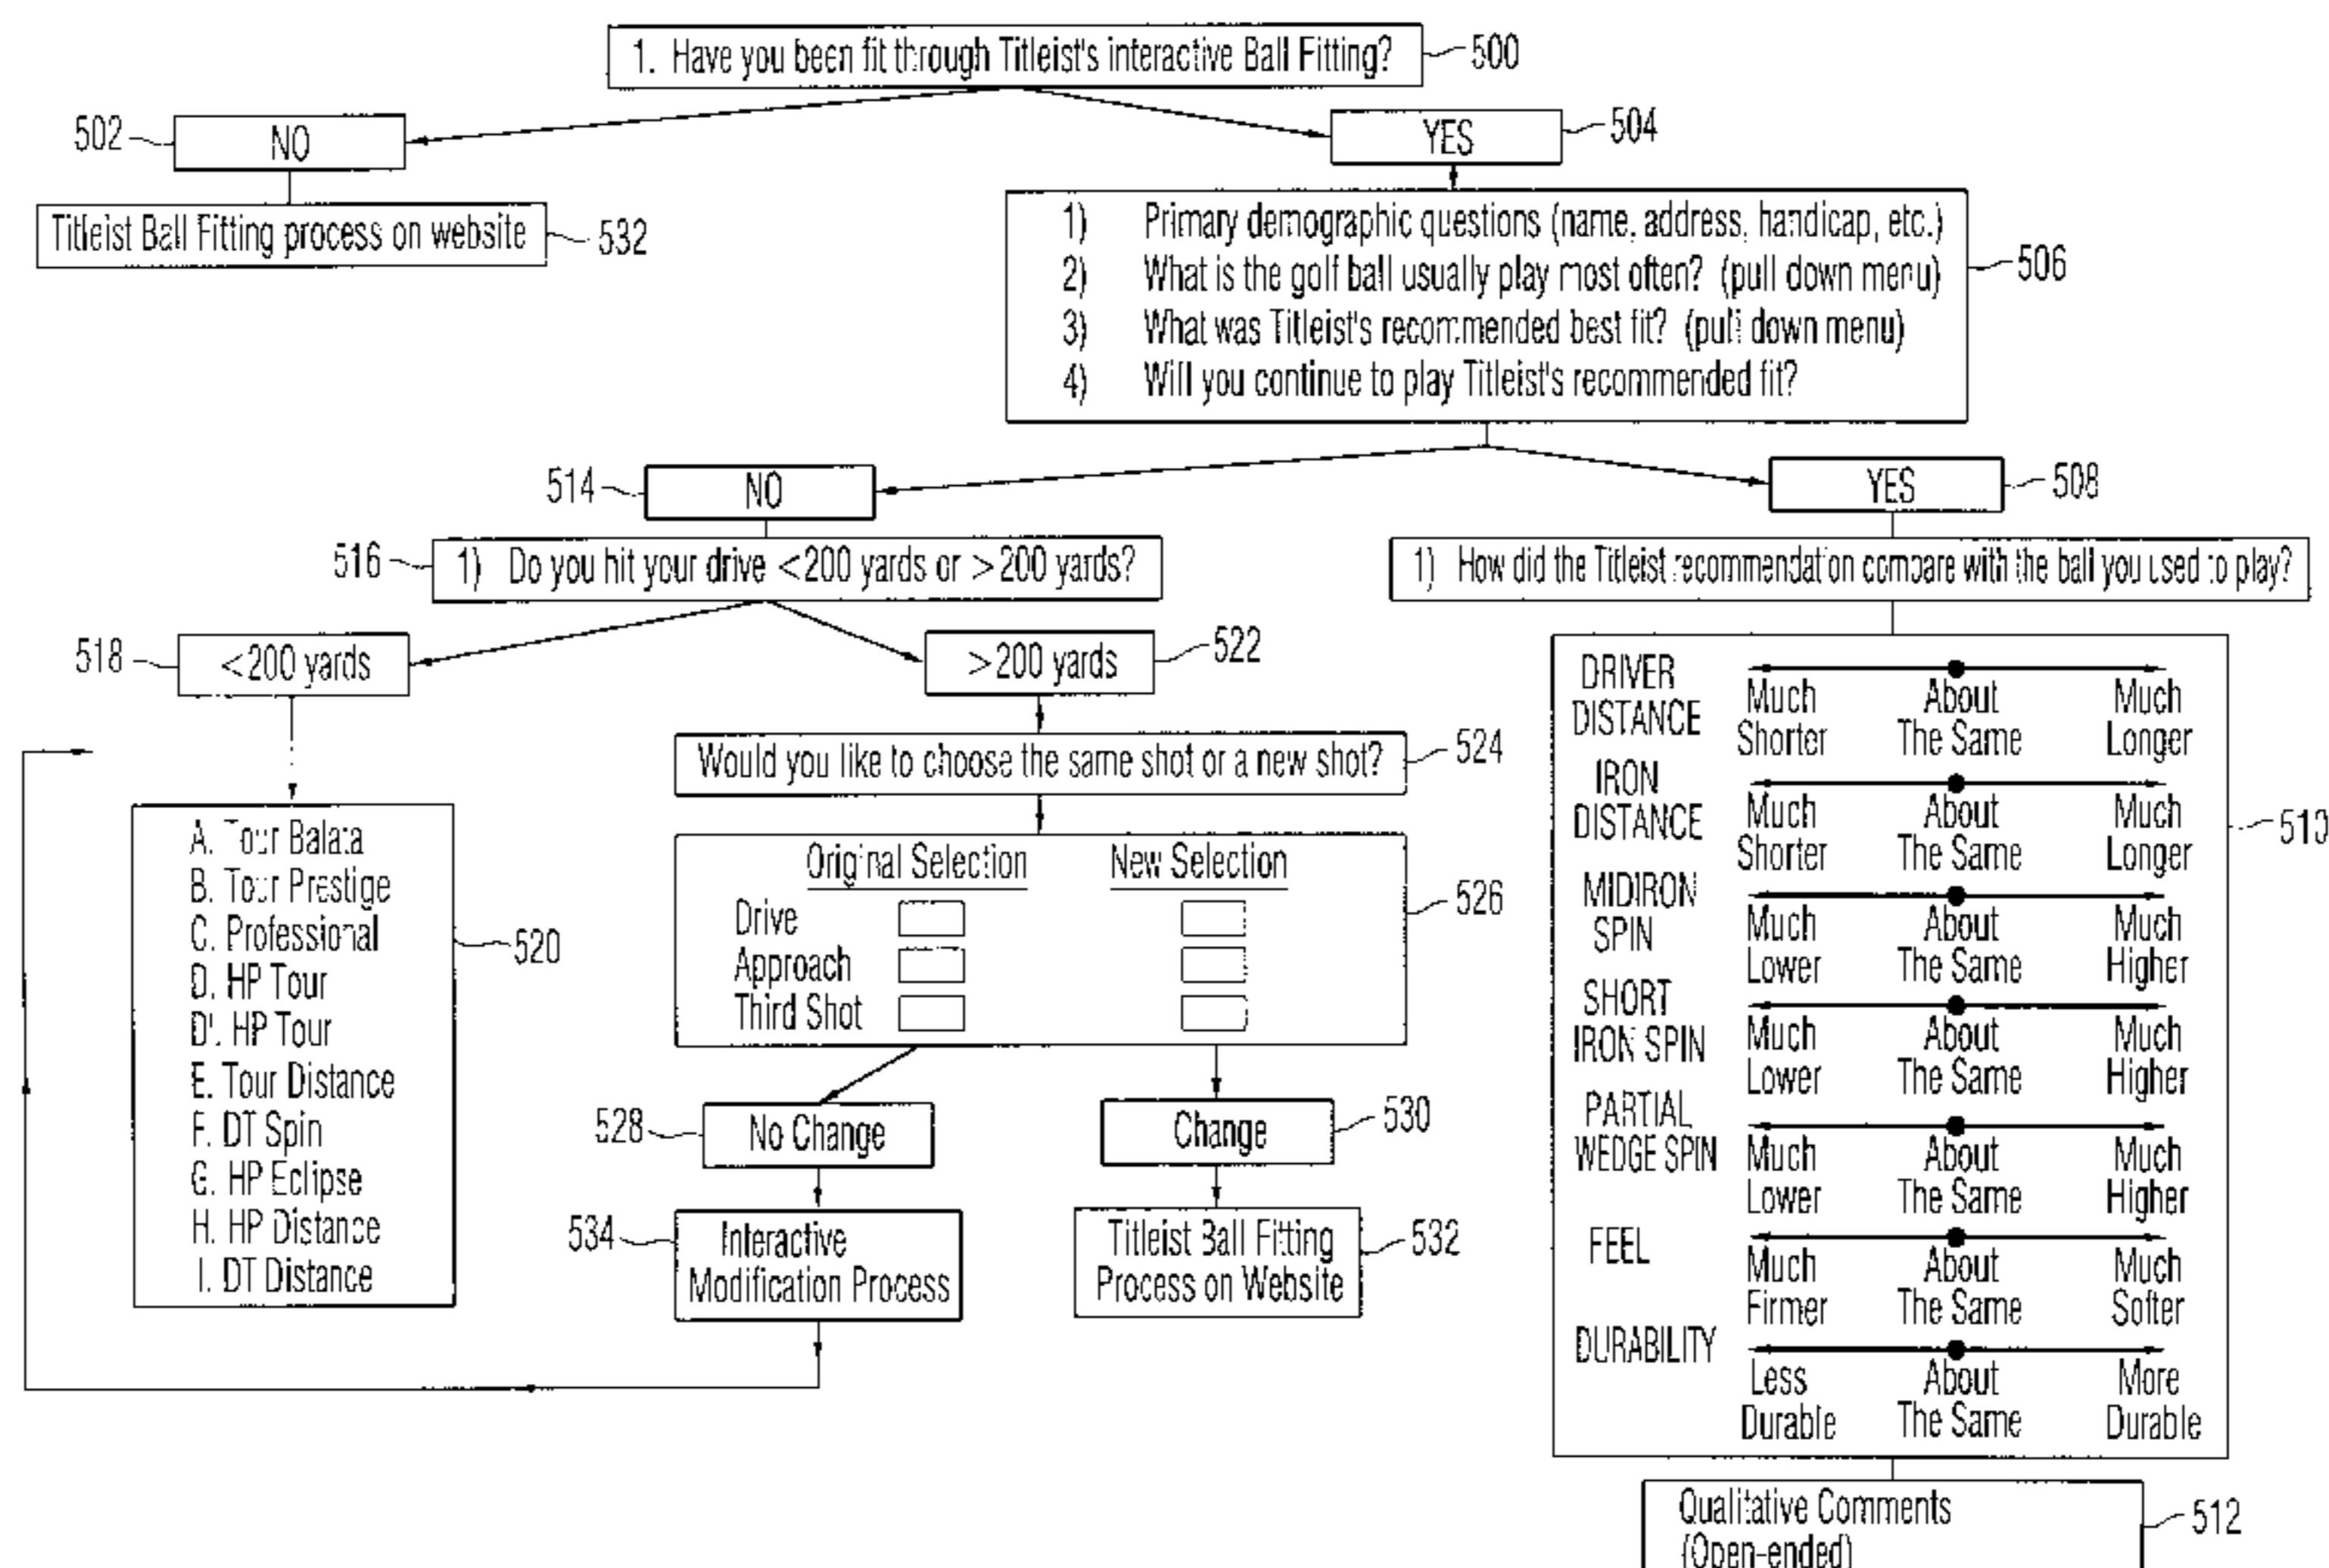 1. Have you been fit through Titleist's interactive Ball Fitting?
500
502
NO
YES
504
Titleist Ball Fitting process on website
532
1) Primary demographic questions (name, address, handicap, etc.)
2) What is the golf ball usually play most often? (pull down menu)
3) What was Titleist's recommended best fit? (pull down menu)
4) Will you continue to play Titleist's recommended fit?
506
514
NO
YES
508
516
1) Do you hit your drive <200 yards or >200 yards?
1) How did the Titleist recommendation compare with the ball you used to play?
518
<200 yards
>200 yards
522
Would you like to choose the same shot or a new shot?
524
A. Tour Balata
B. Tour Prestige
C. Professional
D. HP Tour
D'. HP Tour
E. Tour Distance
F. DT Spin
G. HP Eclipse
H. HP Distance
I. DT Distance
520
Original Selection New Selection
Drive
Approach
Third Shot
526
528
No Change
Change
530
534
Interactive
Modification Process
Titleist Ball Fitting
Process on Website
532
DRIVER
DISTANCE
Much About Much
Shorter The Same Longer
IRON
DISTANCE
Much About Much
Shorter The Same Longer
MIDIRON
SPIN
Much About Much
Lower The Same Higher
SHORT
IRON SPIN
Much About Much
Lower The Same Higher
PARTIAL
WEDGE SPIN
Much About Much
Lower The Same Higher
FEEL
Much About Much
Firmer The Same Softer
DURABILITY
Less About More
Durable The Same Durable
510
Qualitative Comments
(Open-ended)
512